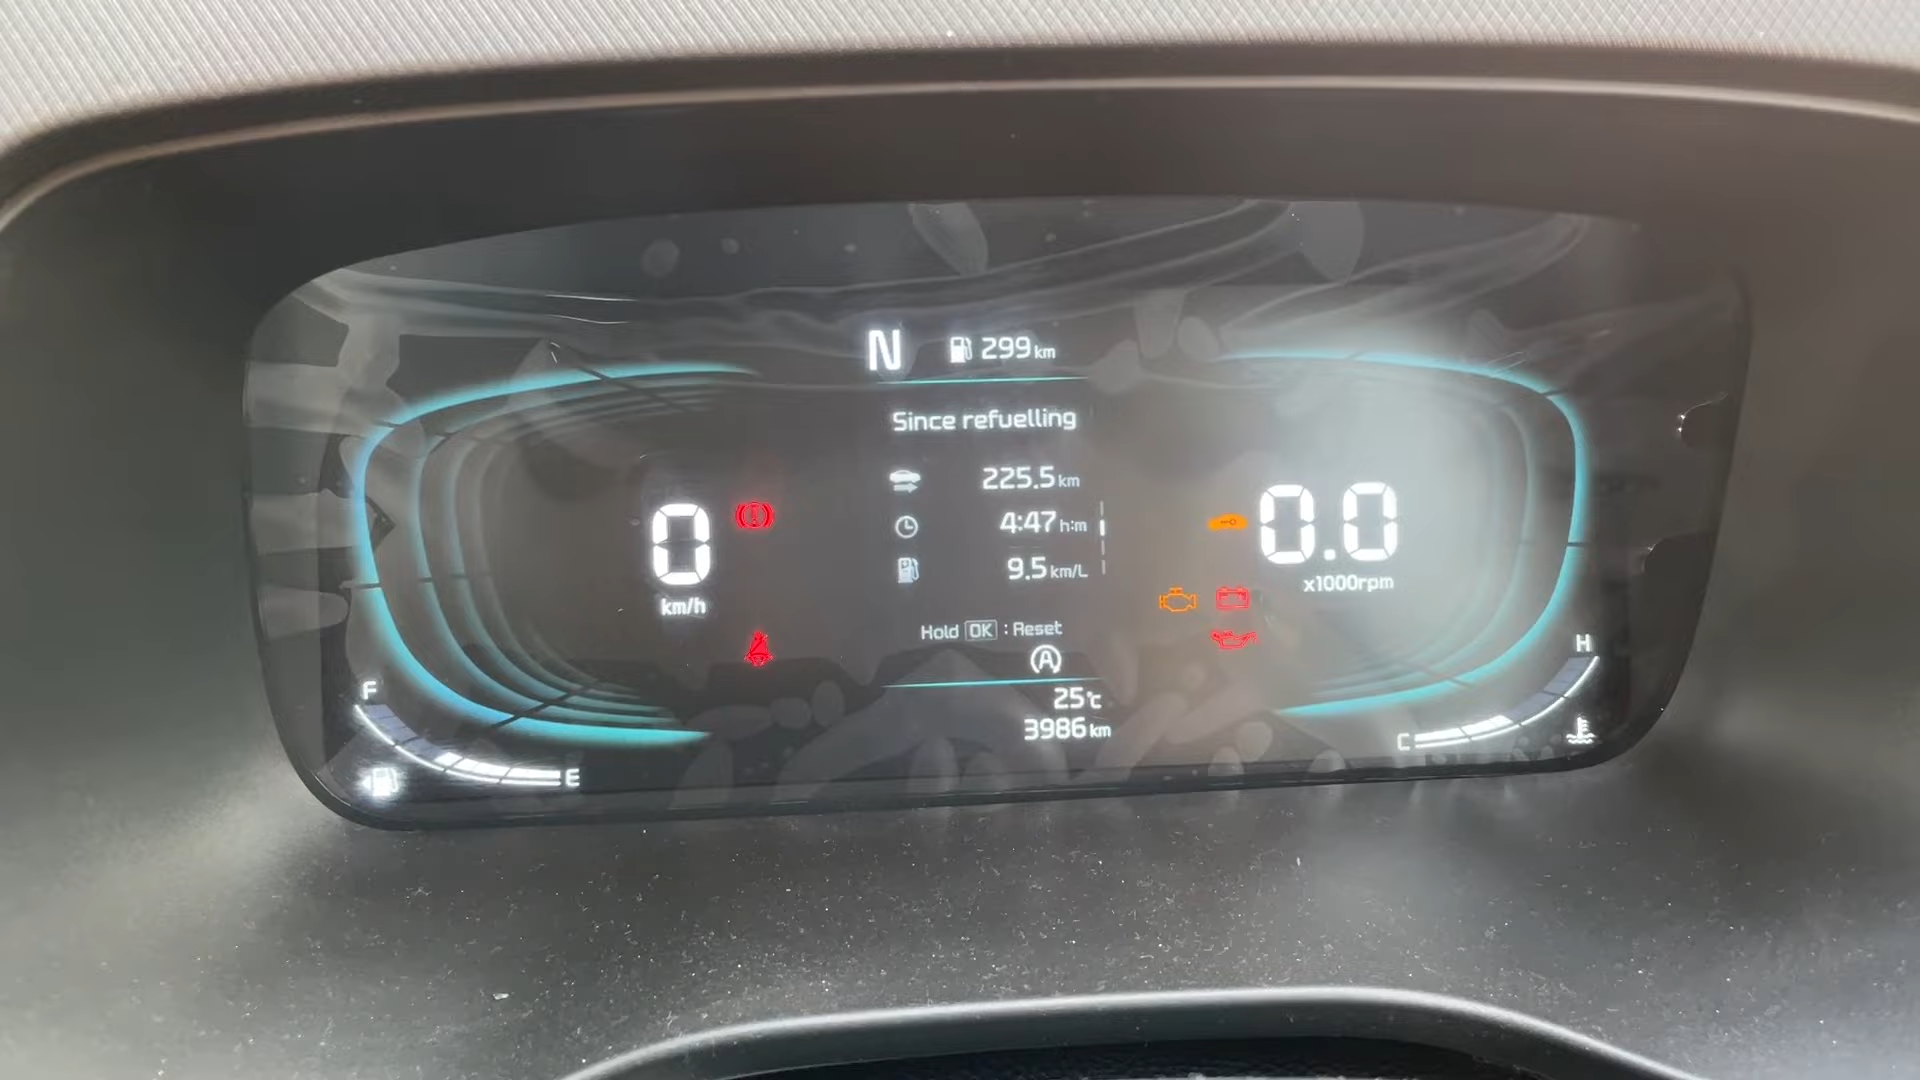 N 299 km
Since refuelling
225.5 km
4:47 h:m
9.5 km/L
Hold OK : Reset
A
25°C
3986 km
0
km/h
0.0
x1000rpm
F
E
H
C